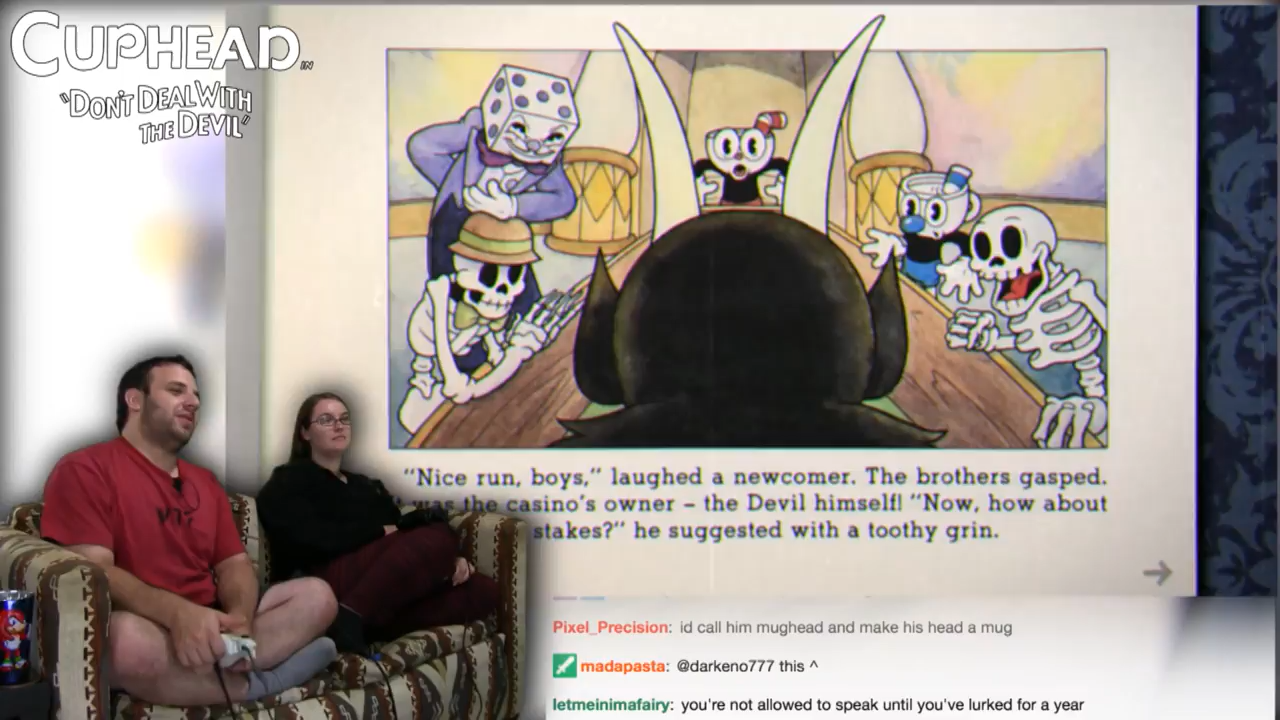 CUPHEAD
IN
"DON'T DEAL WITH
THE DEVIL"
"Nice run, boys," laughed a newcomer. The brothers gasped.
was the casino's owner – the Devil himself! "Now, how about
stakes?" he suggested with a toothy grin.
Pixel_Precision: id call him mughead and make his head a mug
madapasta: @darkeno777 this ^
letmeinimafairy: you're not allowed to speak until you've lurked for a year